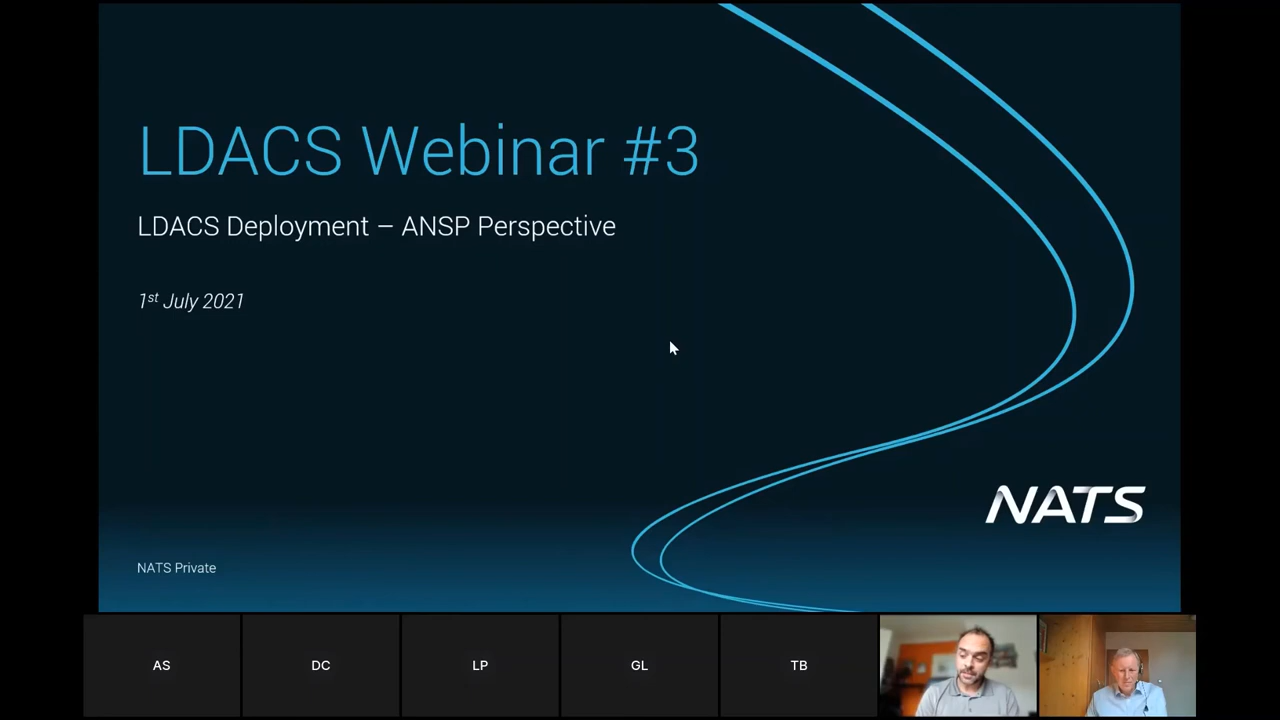 LDACS Webinar #3
LDACS Deployment – ANSP Perspective
1st July 2021
NATS
NATS Private
AS
DC
LP
GL
TB